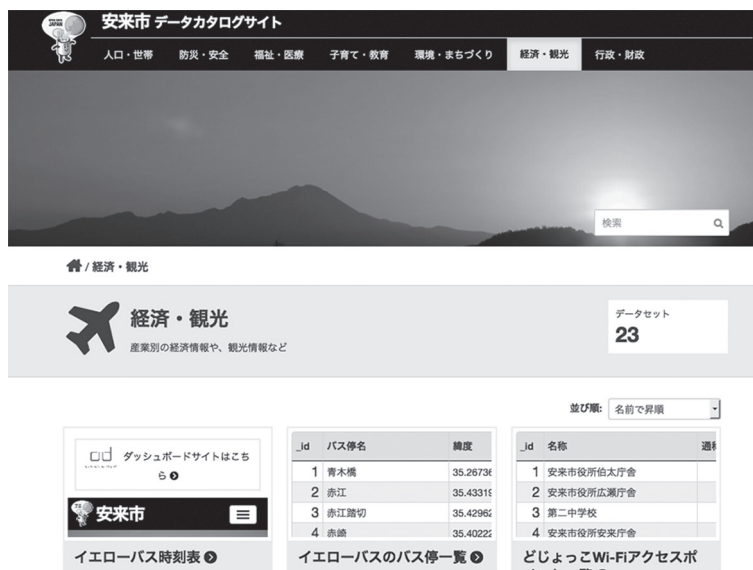 安来市 データカタログサイト
人口・世帯 防災・安全 福祉・医療 子育て・教育 環境・まちづくり 経済・観光 行政・財政
検索
/ 経済・観光
経済・観光
産業別の経済情報や、観光情報など
データセット
23
並び順: 名前で昇順
ダッシュボードサイトはこち
ら
安来市
イエローバス時刻表
_id バス停名 緯度
1 青木橋 35.26736
2 赤江 35.43319
3 赤江踏切 35.42962
4 赤崎 35.40222
イエローバスのバス停一覧
_id 名称 通称
1 安来市役所伯太庁舎
2 安来市役所広瀬庁舎
3 第二中学校
4 安来市役所安来庁舎
どじょっこWi-Fiアクセスポ